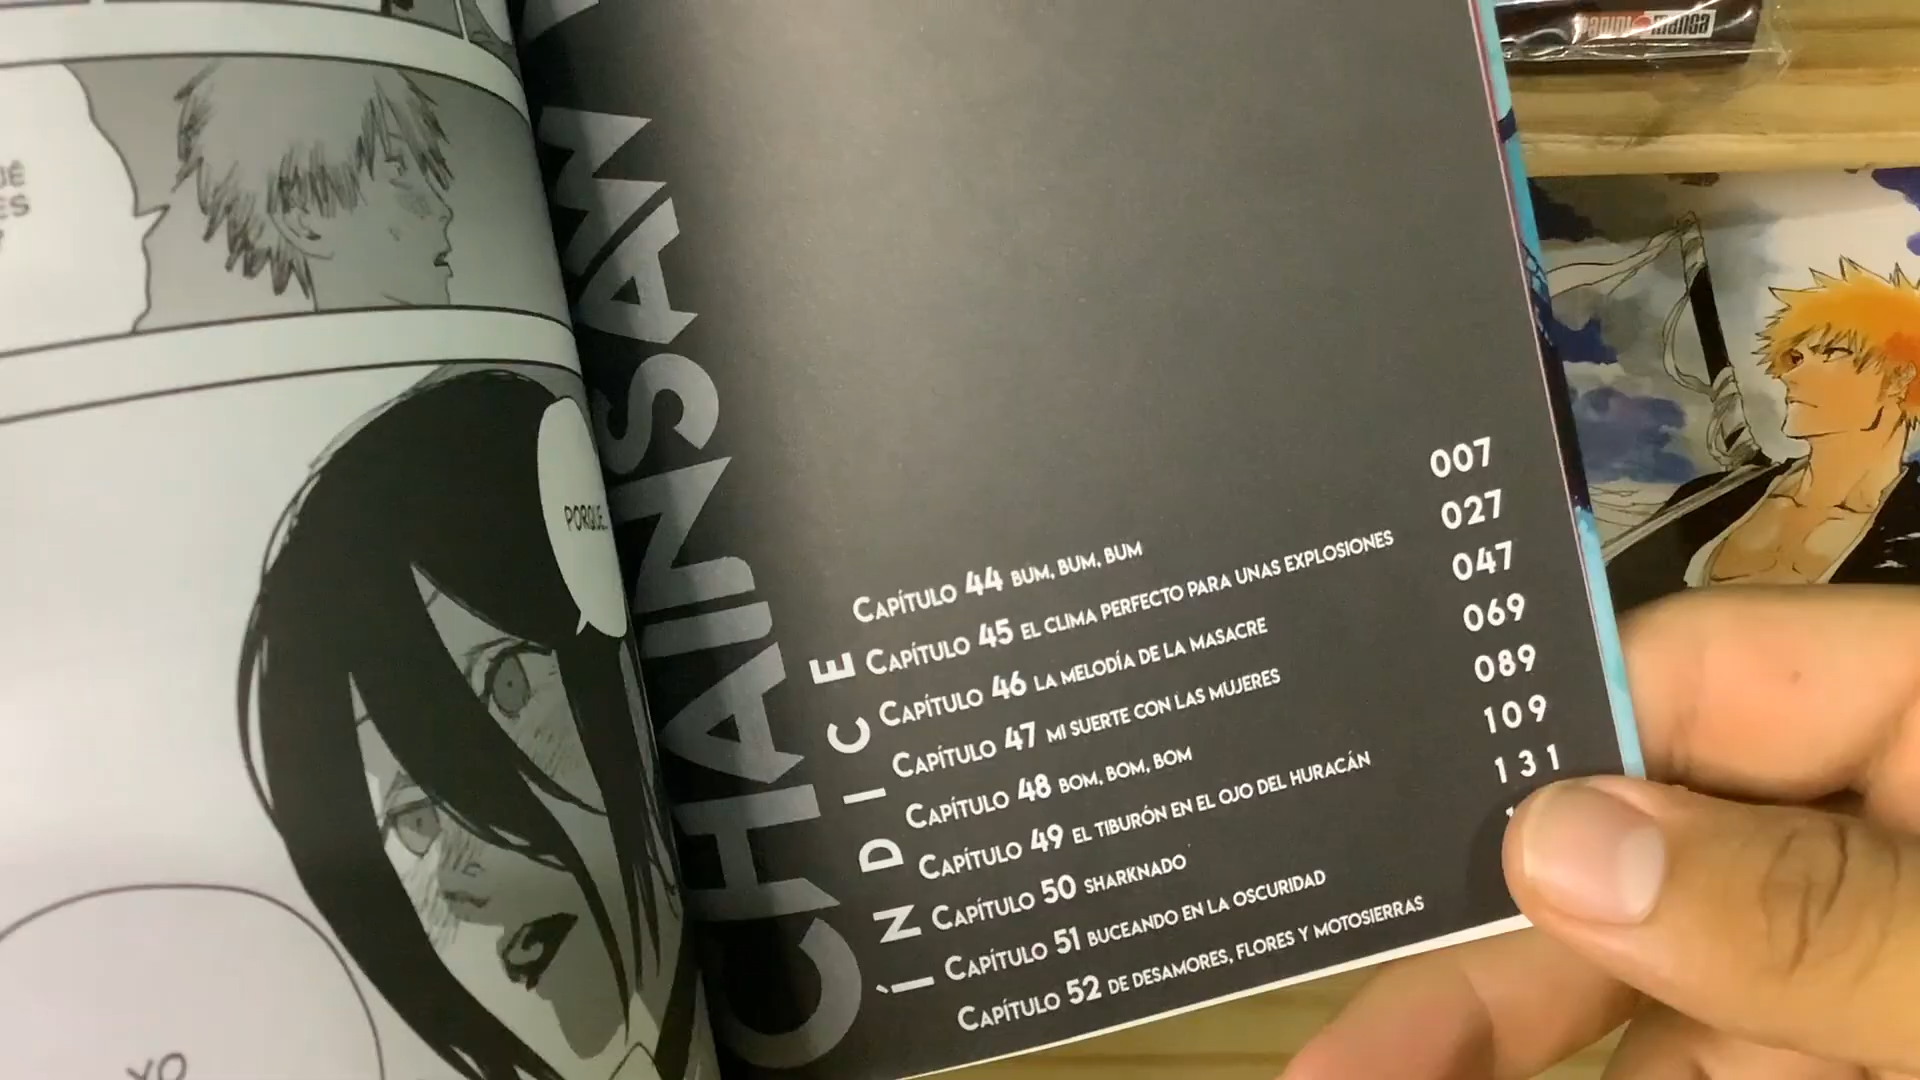 PORQUE
YO
CHAINSAW
ÍNDICE
CAPÍTULO 44 BUM, BUM, BUM 007
CAPÍTULO 45 EL CLIMA PERFECTO PARA UNAS EXPLOSIONES 027
CAPÍTULO 46 LA MELODÍA DE LA MASACRE 047
CAPÍTULO 47 MI SUERTE CON LAS MUJERES 069
CAPÍTULO 48 BOM, BOM, BOM 089
CAPÍTULO 49 EL TIBURÓN EN EL OJO DEL HURACÁN 109
CAPÍTULO 50 SHARKNADO 131
CAPÍTULO 51 BUCEANDO EN LA OSCURIDAD
CAPÍTULO 52 DE DESAMORES, FLORES Y MOTOSIERRAS
panini manga